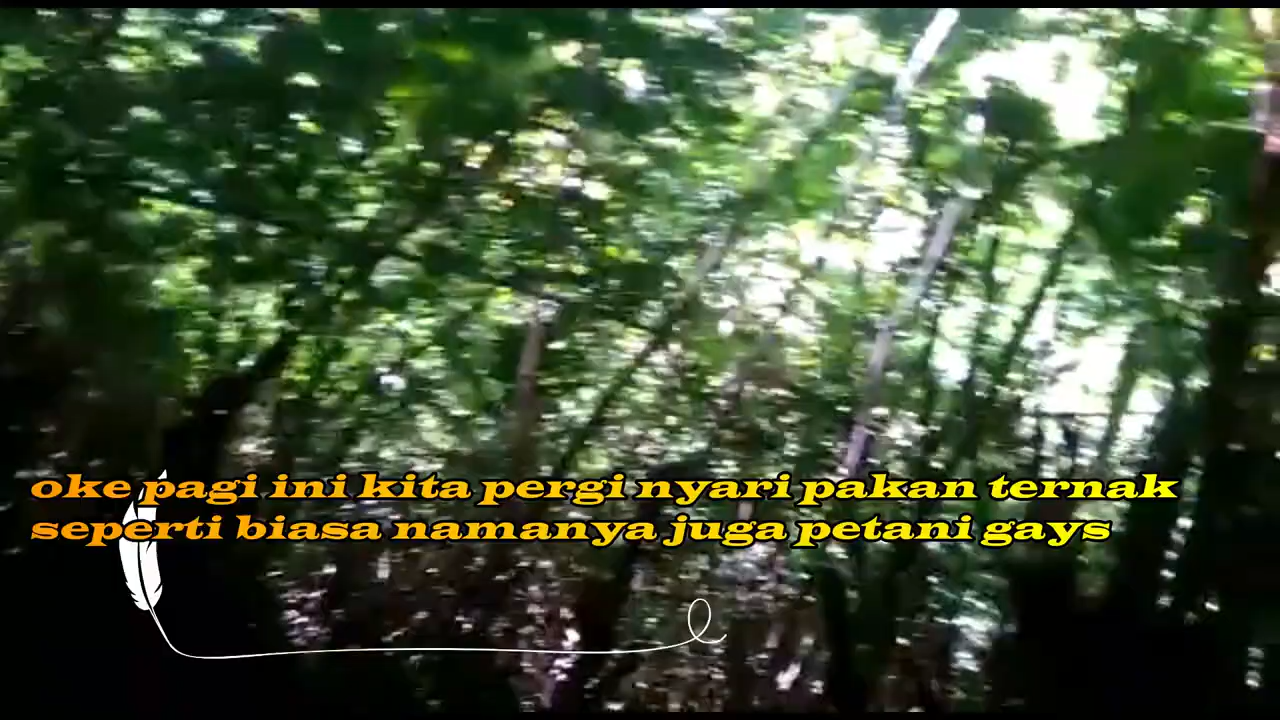 oke pagi ini kita pergi nyari pakan ternak
seperti biasa namanya juga petani gays